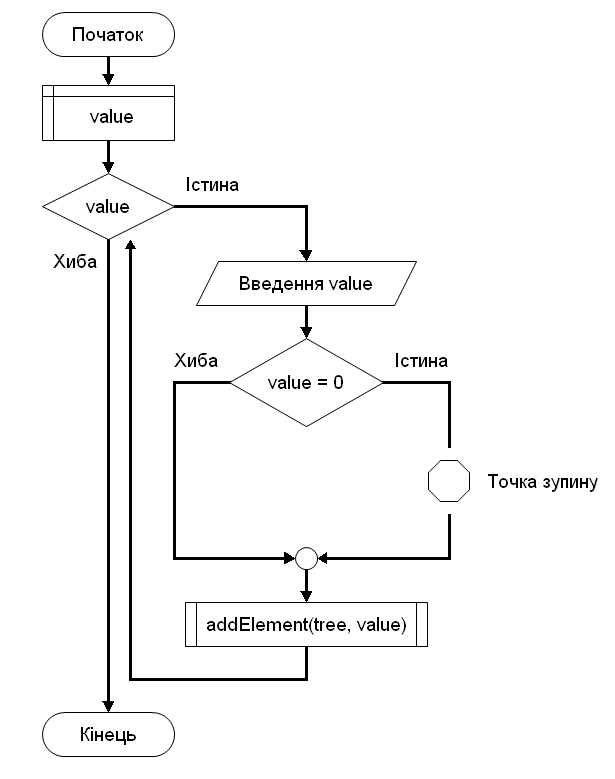 Початок
value
Істина
value
Хиба
Введення value
Хиба
Істина
value = 0
Точка зупину
addElement(tree, value)
Кінець